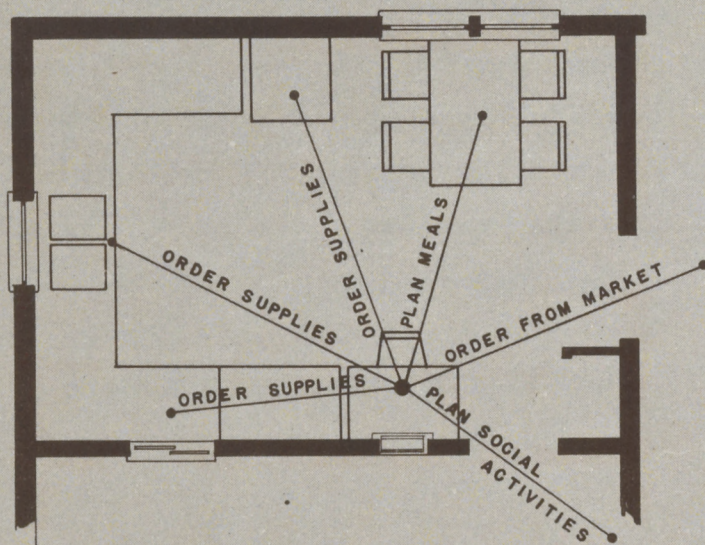 ORDER SUPPLIES
PLAN MEALS
ORDER SUPPLIES
ORDER FROM MARKET
ORDER SUPPLIES
PLAN SOCIAL
ACTIVITIES